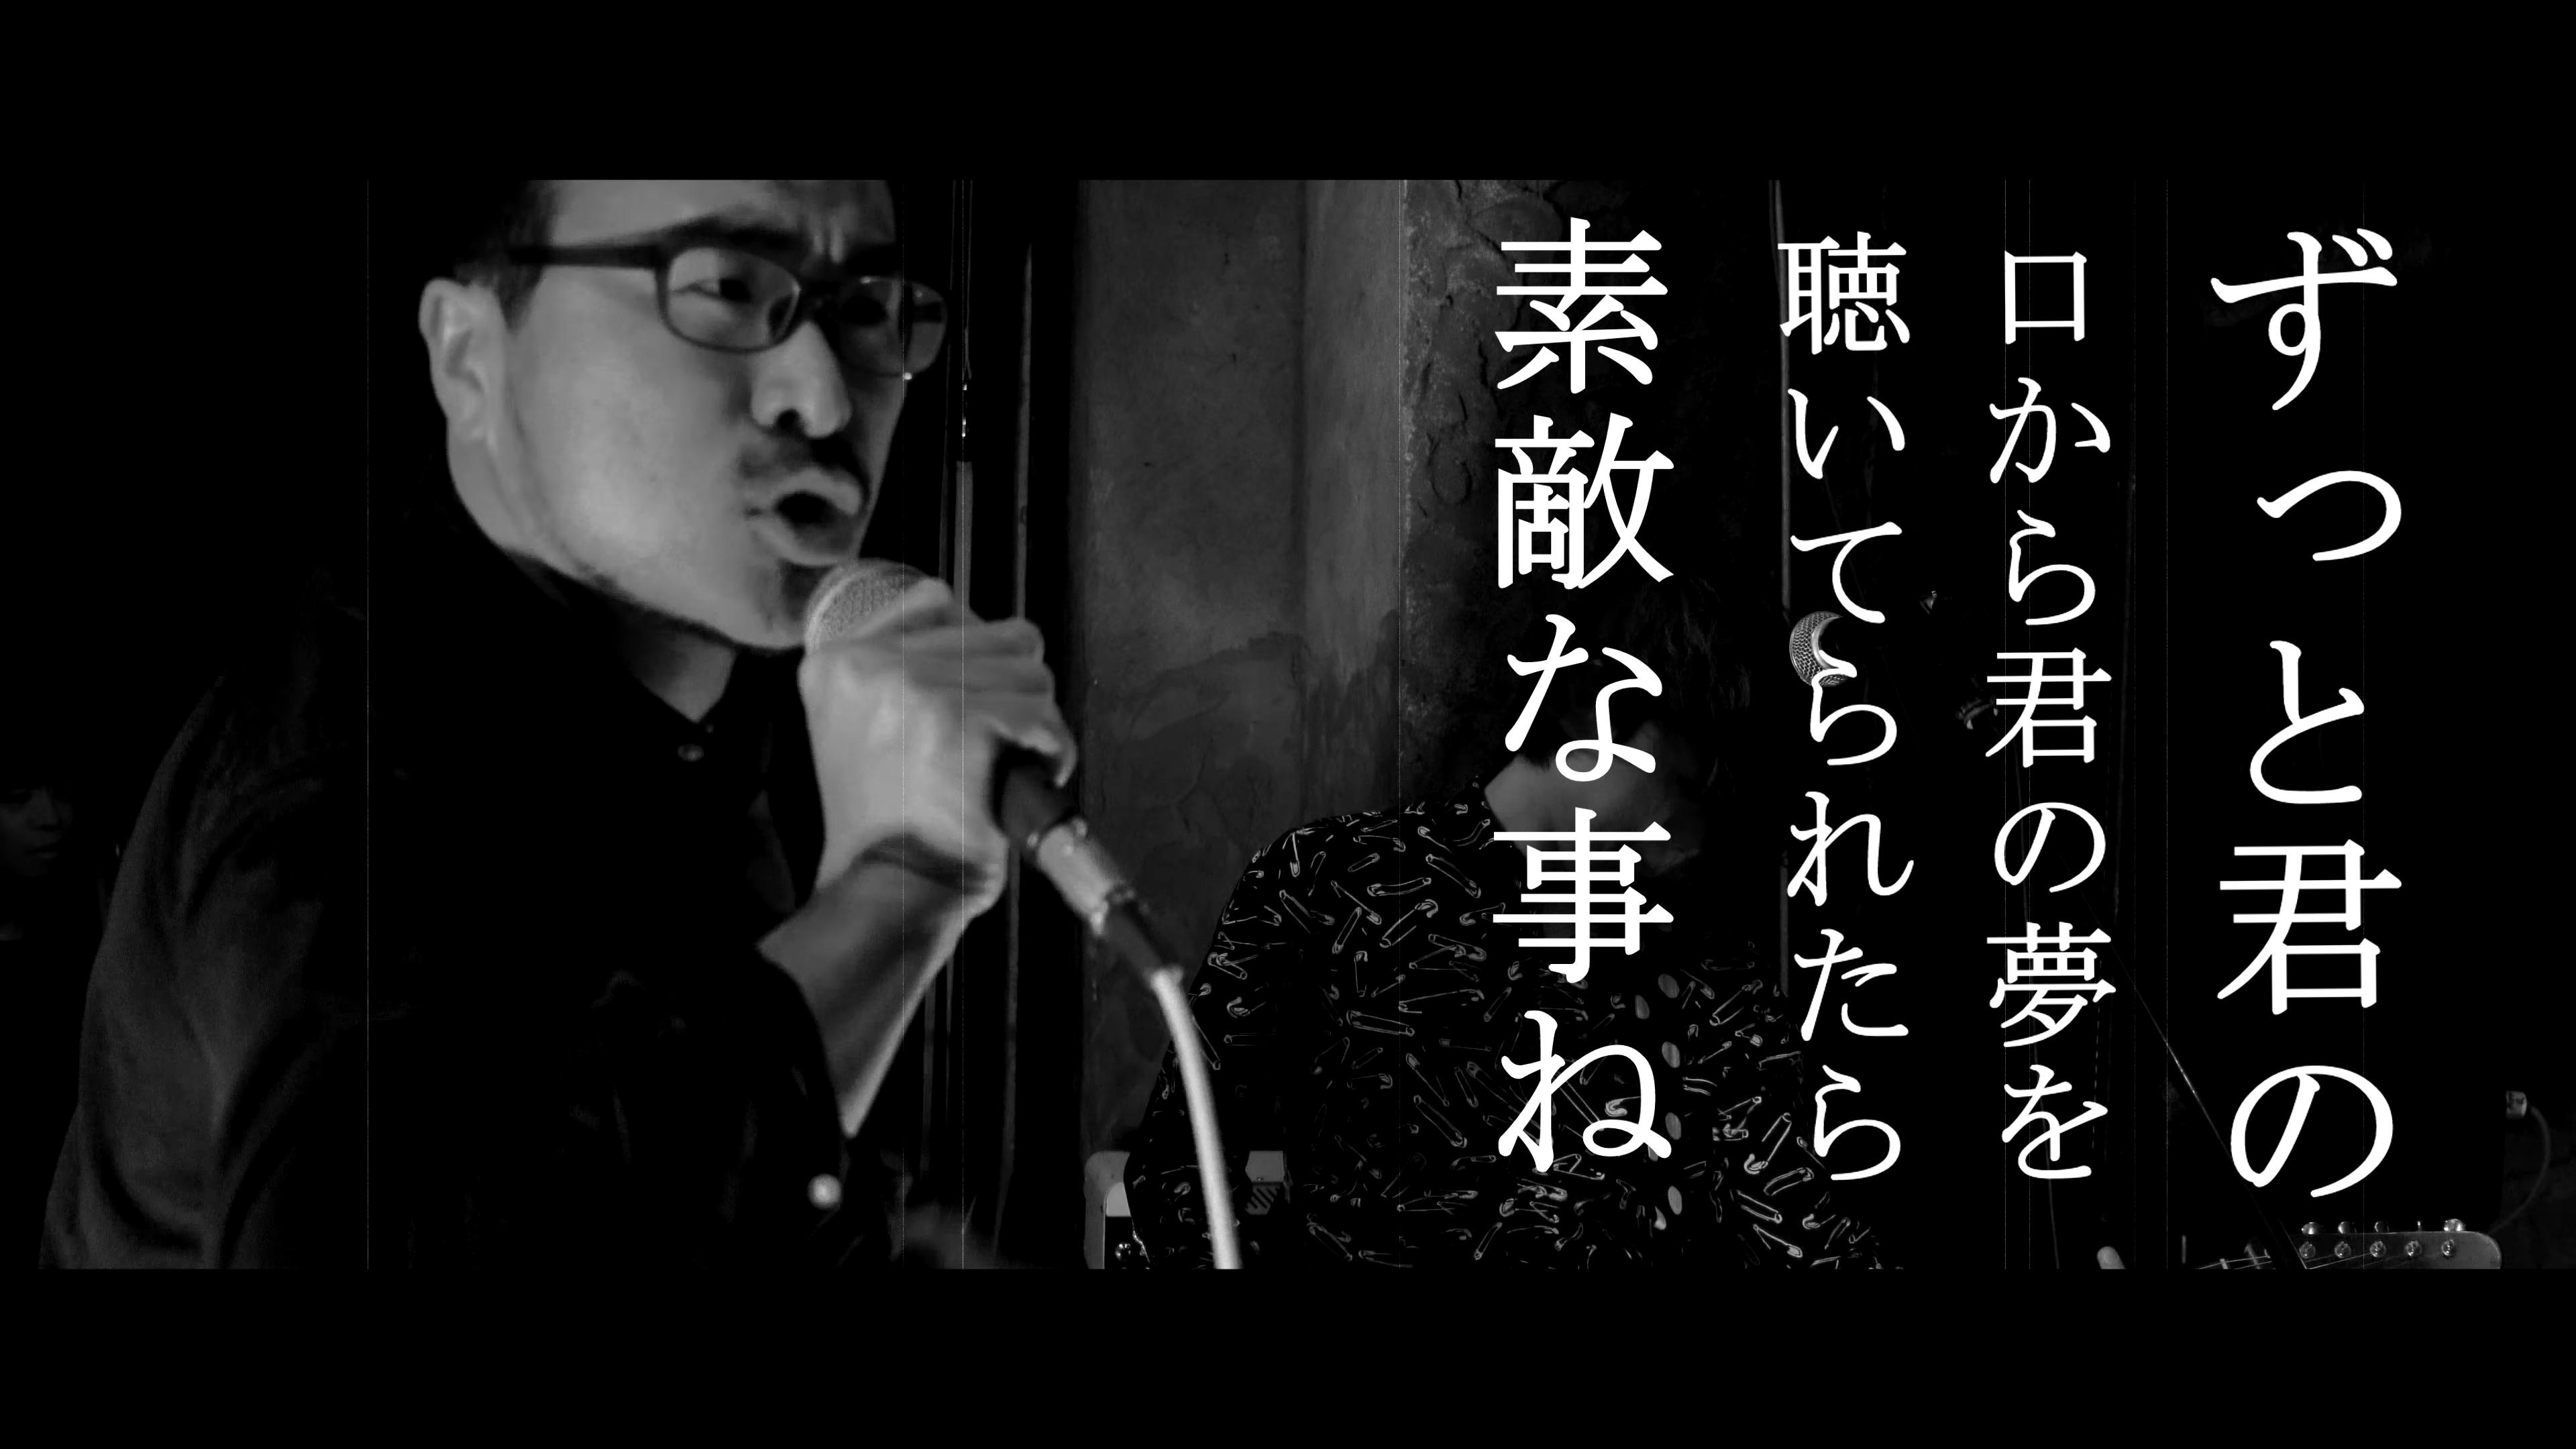 ずっと君の
口から君の夢を
聴いてられたら
素敵な事ね